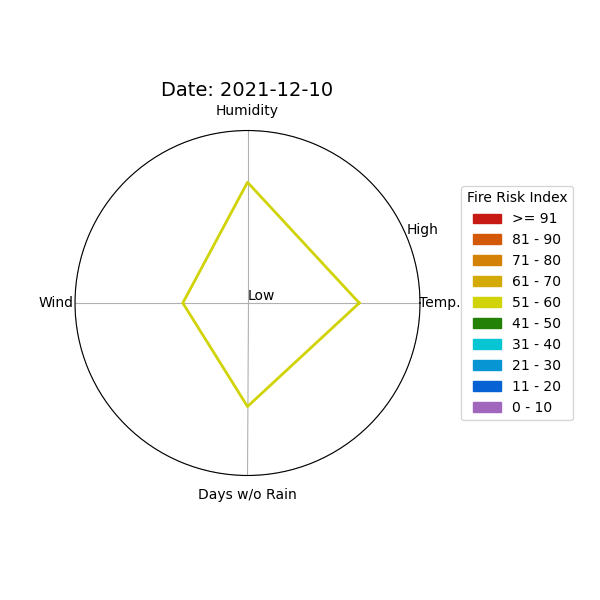 Date: 2021-12-10
Humidity
High
Low
Wind
Temp.
Days w/o Rain
Fire Risk Index
>= 91
81 - 90
71 - 80
61 - 70
51 - 60
41 - 50
31 - 40
21 - 30
11 - 20
0 - 10